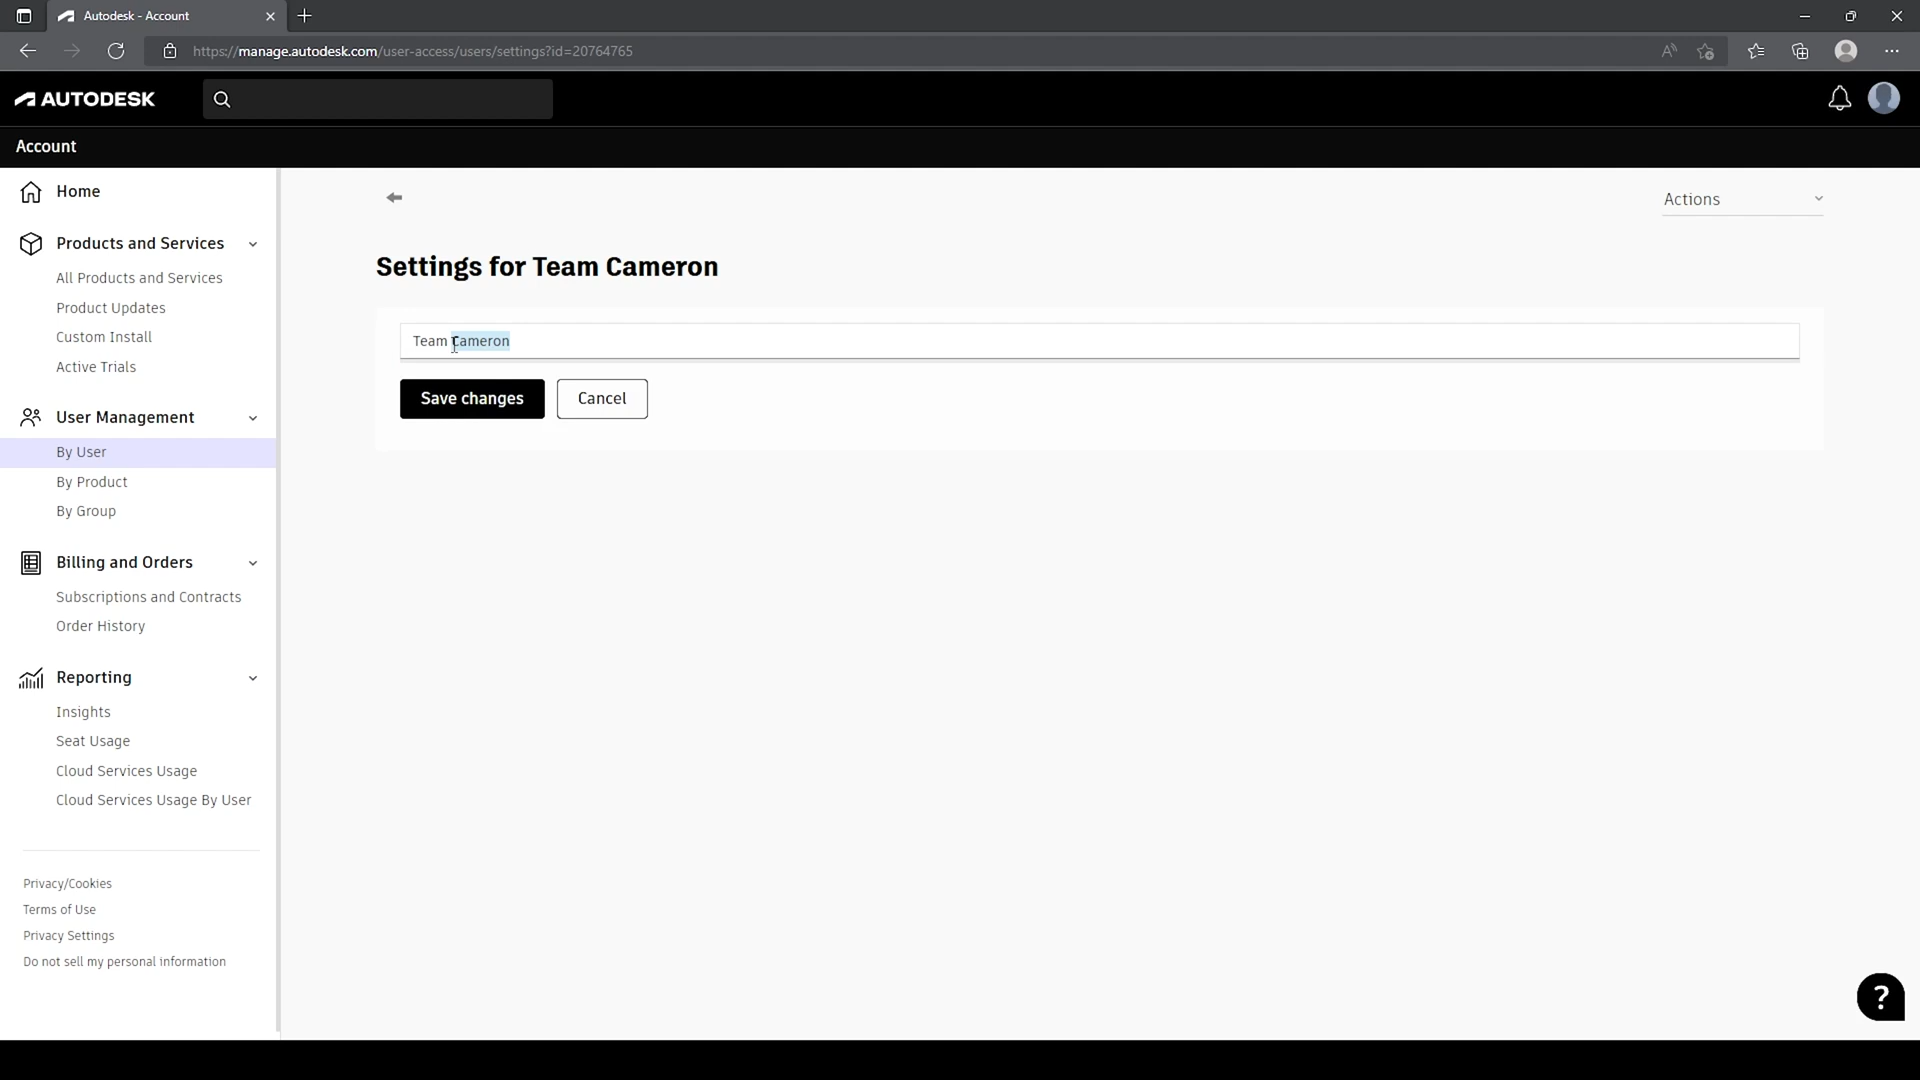 Autodesk - Account
https://manage.autodesk.com/user-access/users/settings?id=20764765
AUTODESK
Account
Home
Products and Services
All Products and Services
Product Updates
Custom Install
Active Trials
User Management
By User
By Product
By Group
Billing and Orders
Subscriptions and Contracts
Order History
Reporting
Insights
Seat Usage
Cloud Services Usage
Cloud Services Usage By User
Privacy/Cookies
Terms of Use
Privacy Settings
Do not sell my personal information
Actions
Settings for Team Cameron
Team Cameron
Save changes
Cancel
?